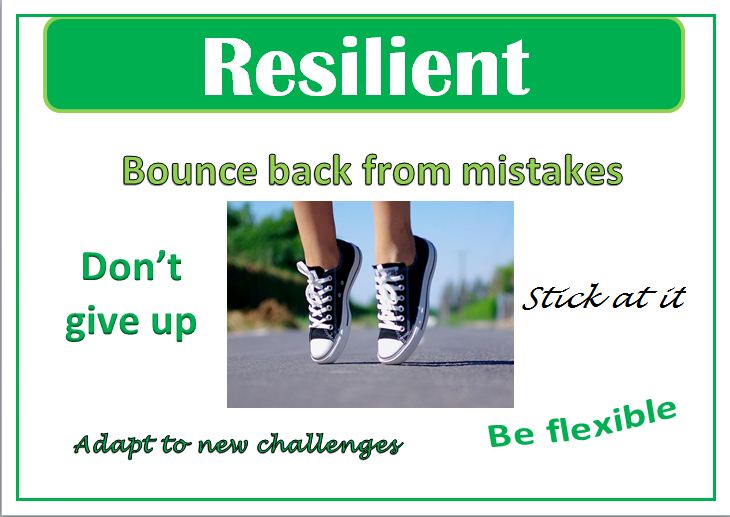 Resilient
Bounce back from mistakes
Don't
give up
Stick at it
Adapt to new challenges
Be flexible